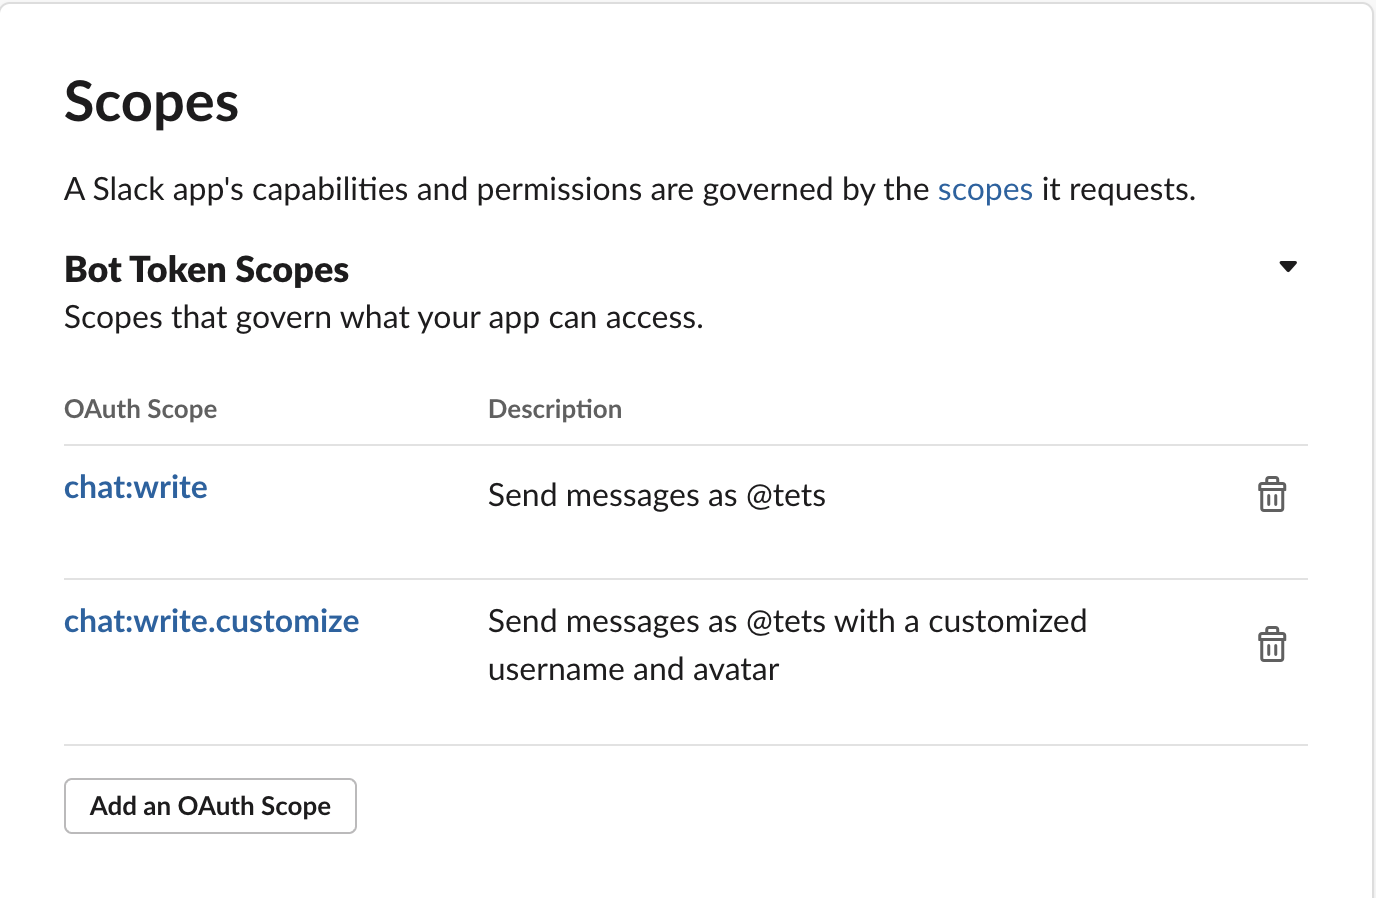 Scopes
A Slack app's capabilities and permissions are governed by the scopes it requests.
Bot Token Scopes
Scopes that govern what your app can access.
OAuth Scope Description
chat:write Send messages as @tets
chat:write.customize Send messages as @tets with a customized
username and avatar
Add an OAuth Scope